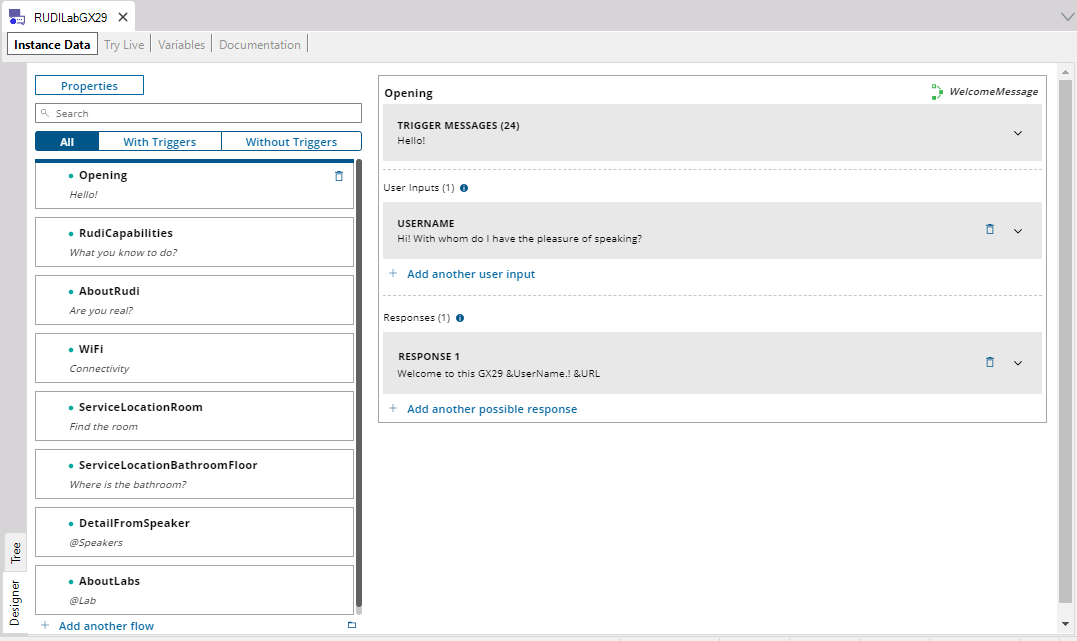 RUDILabGX29
Instance Data Try Live Variables Documentation
Properties
Search
All With Triggers Without Triggers
Opening
Hello!
RudiCapabilities
What you know to do?
AboutRudi
Are you real?
WiFi
Connectivity
ServiceLocationRoom
Find the room
ServiceLocationBathroomFloor
Where is the bathroom?
DetailFromSpeaker
@Speakers
AboutLabs
@Lab
+ Add another flow
Tree
Designer
Opening WelcomeMessage
TRIGGER MESSAGES (24)
Hello!
User Inputs (1)
USERNAME
Hi! With whom do I have the pleasure of speaking?
+ Add another user input
Responses (1)
RESPONSE 1
Welcome to this GX29 &UserName.! &URL
+ Add another possible response